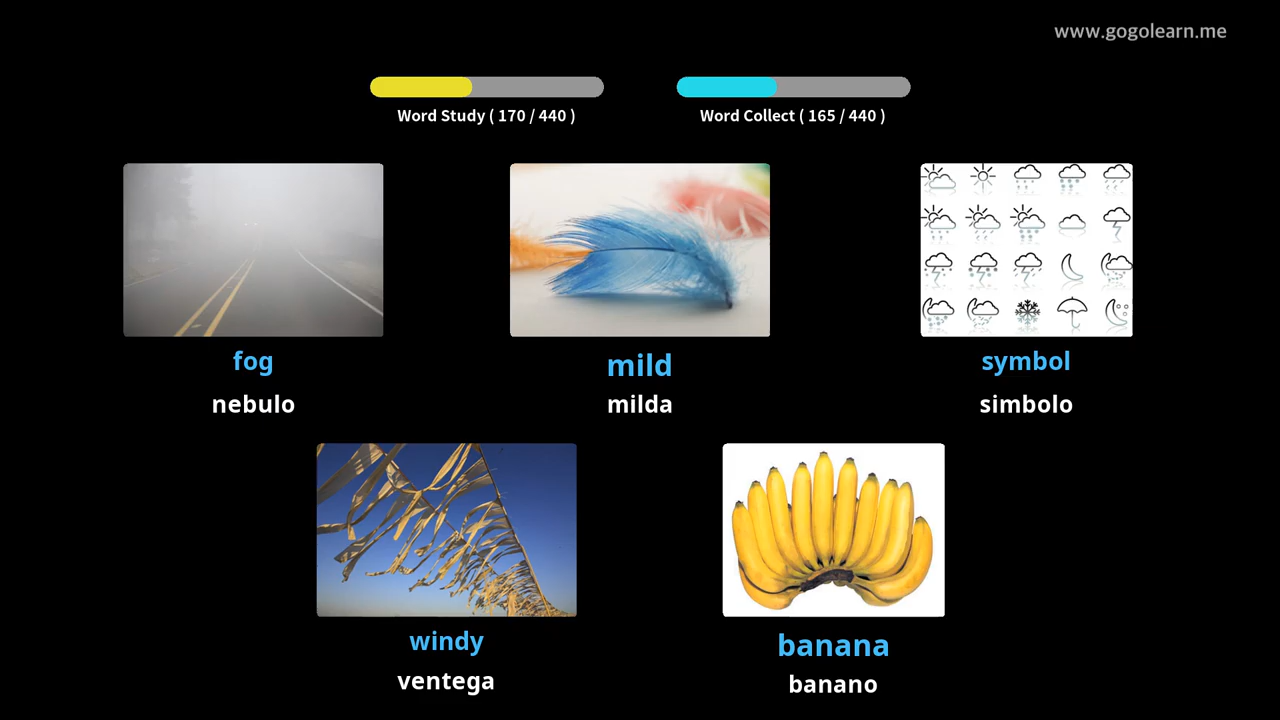 www.gogolearn.me
Word Study ( 170 / 440 )
Word Collect ( 165 / 440 )
fog
nebulo
mild
milda
symbol
simbolo
windy
ventega
banana
banano